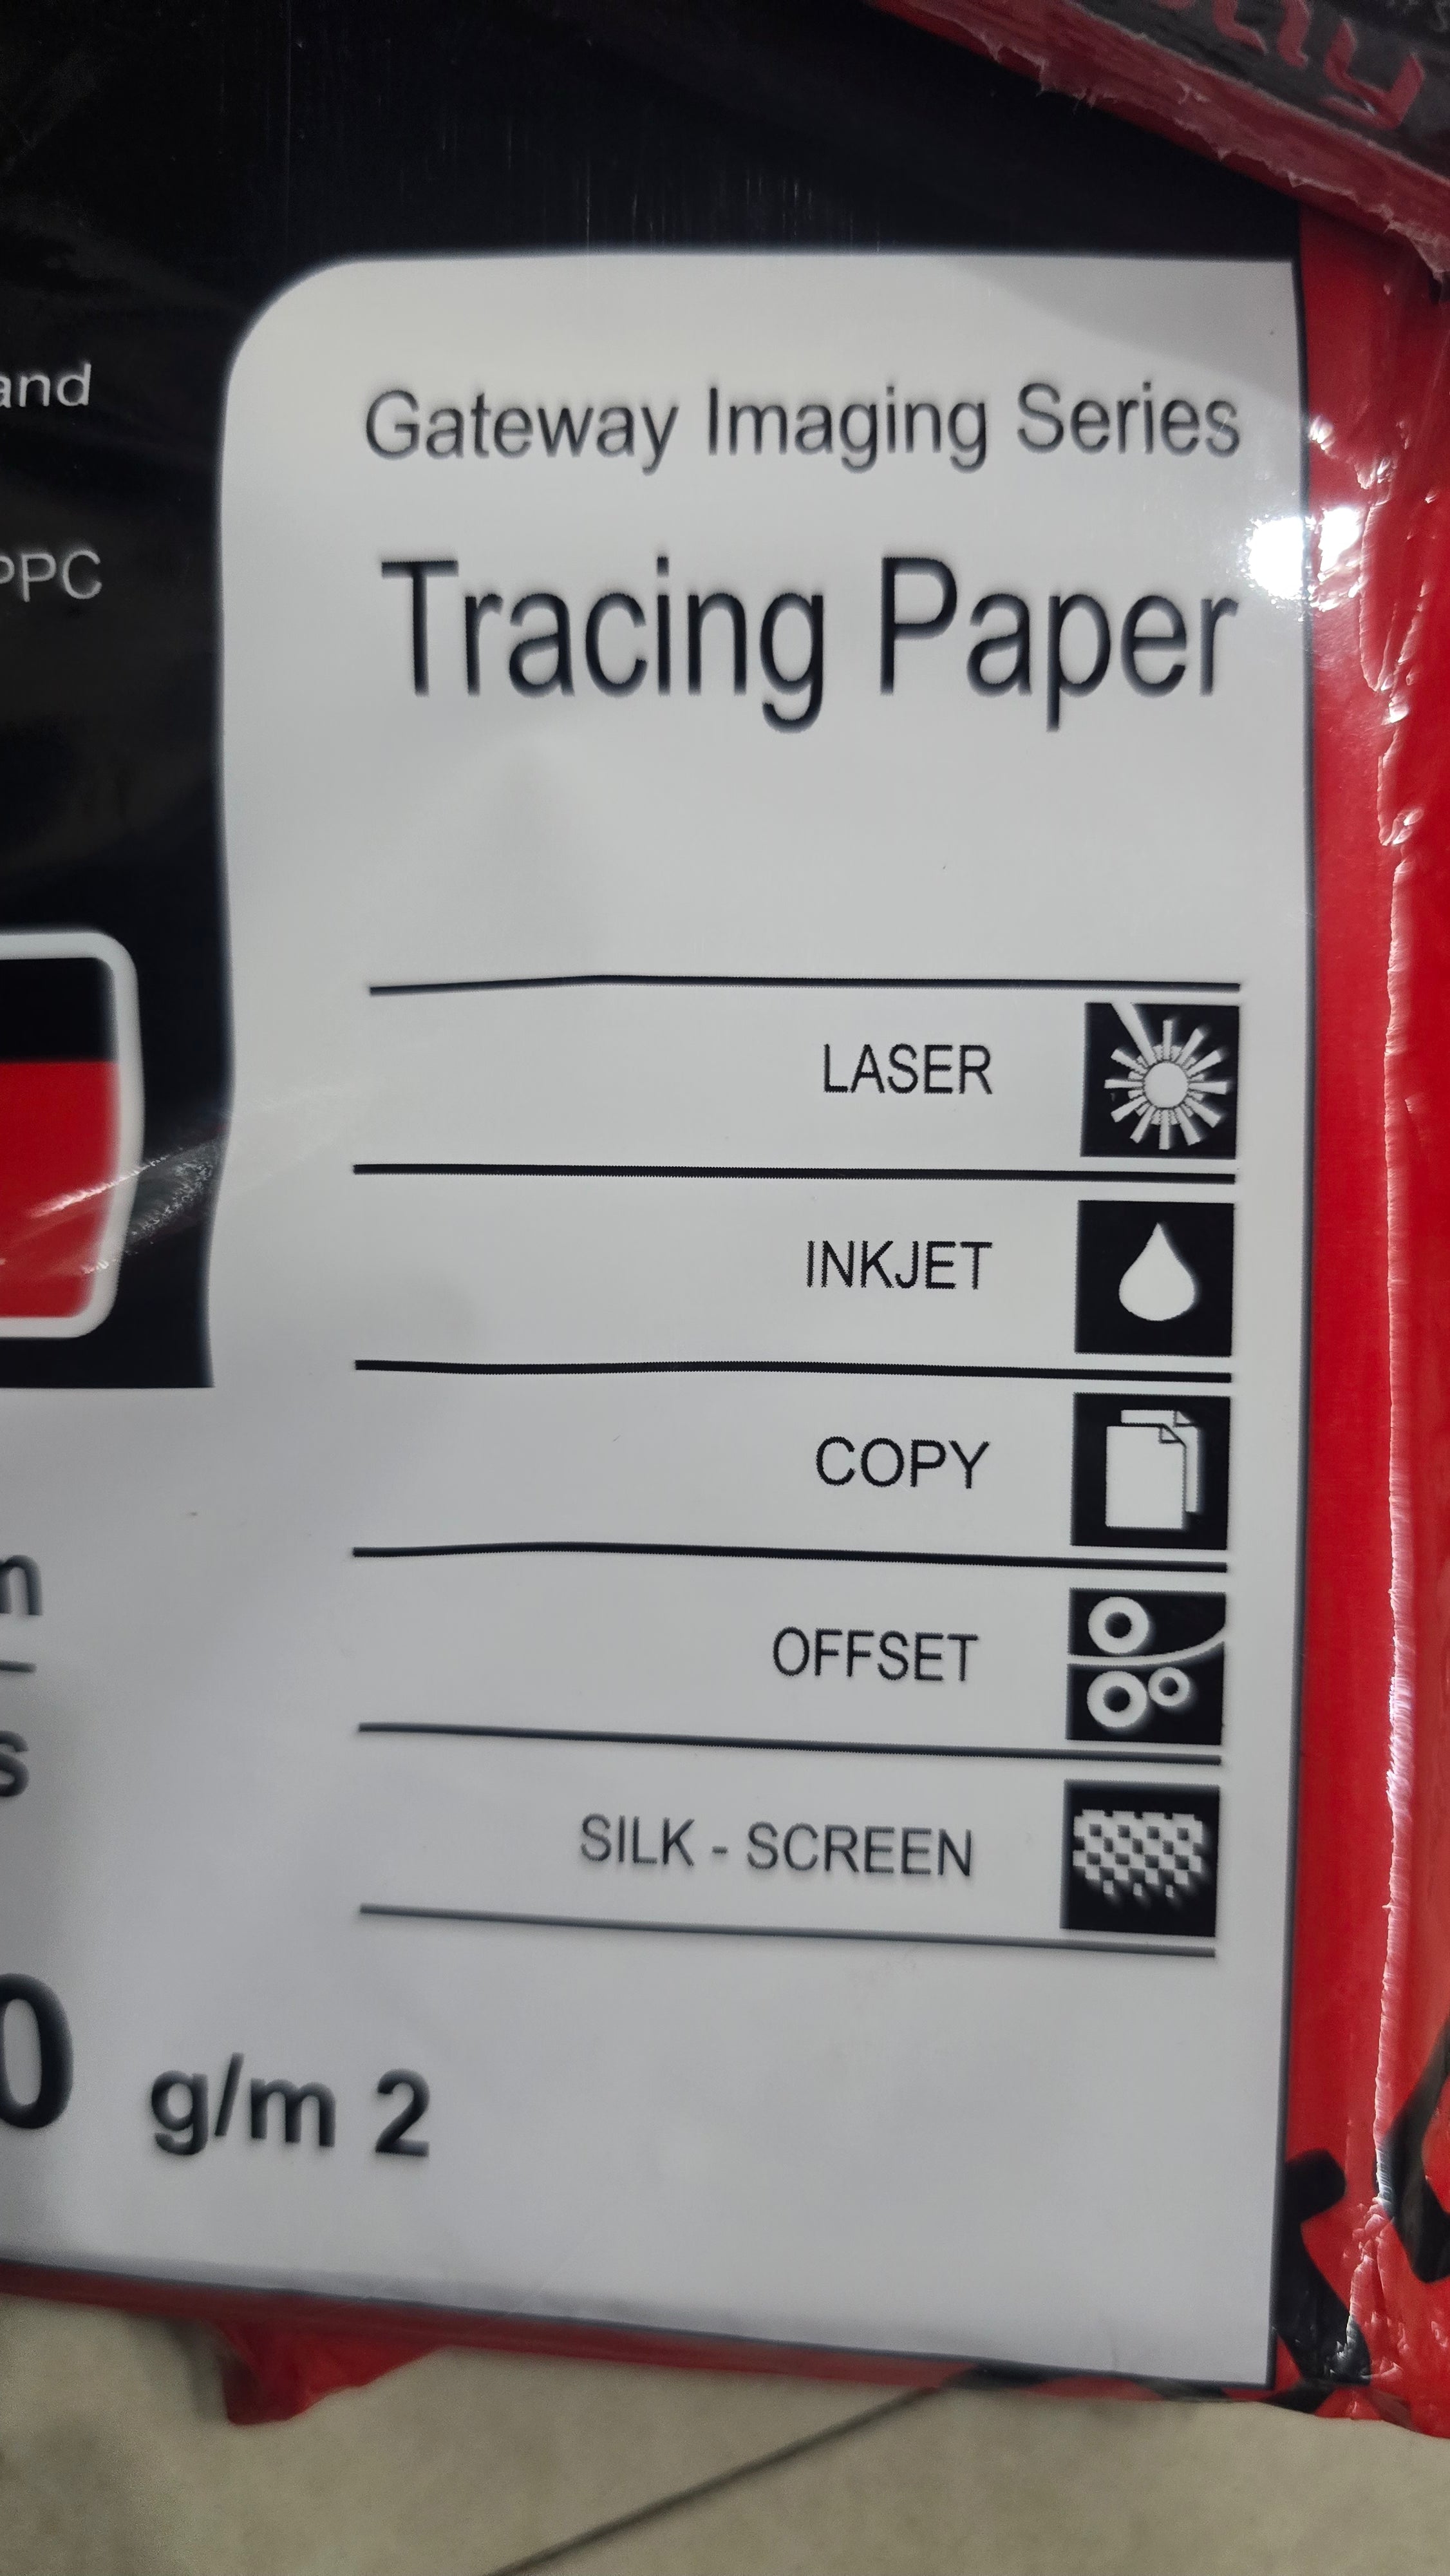 and
PPC
Gateway Imaging Series
Tracing Paper
LASER
INKJET
COPY
OFFSET
SILK - SCREEN
g/m 2